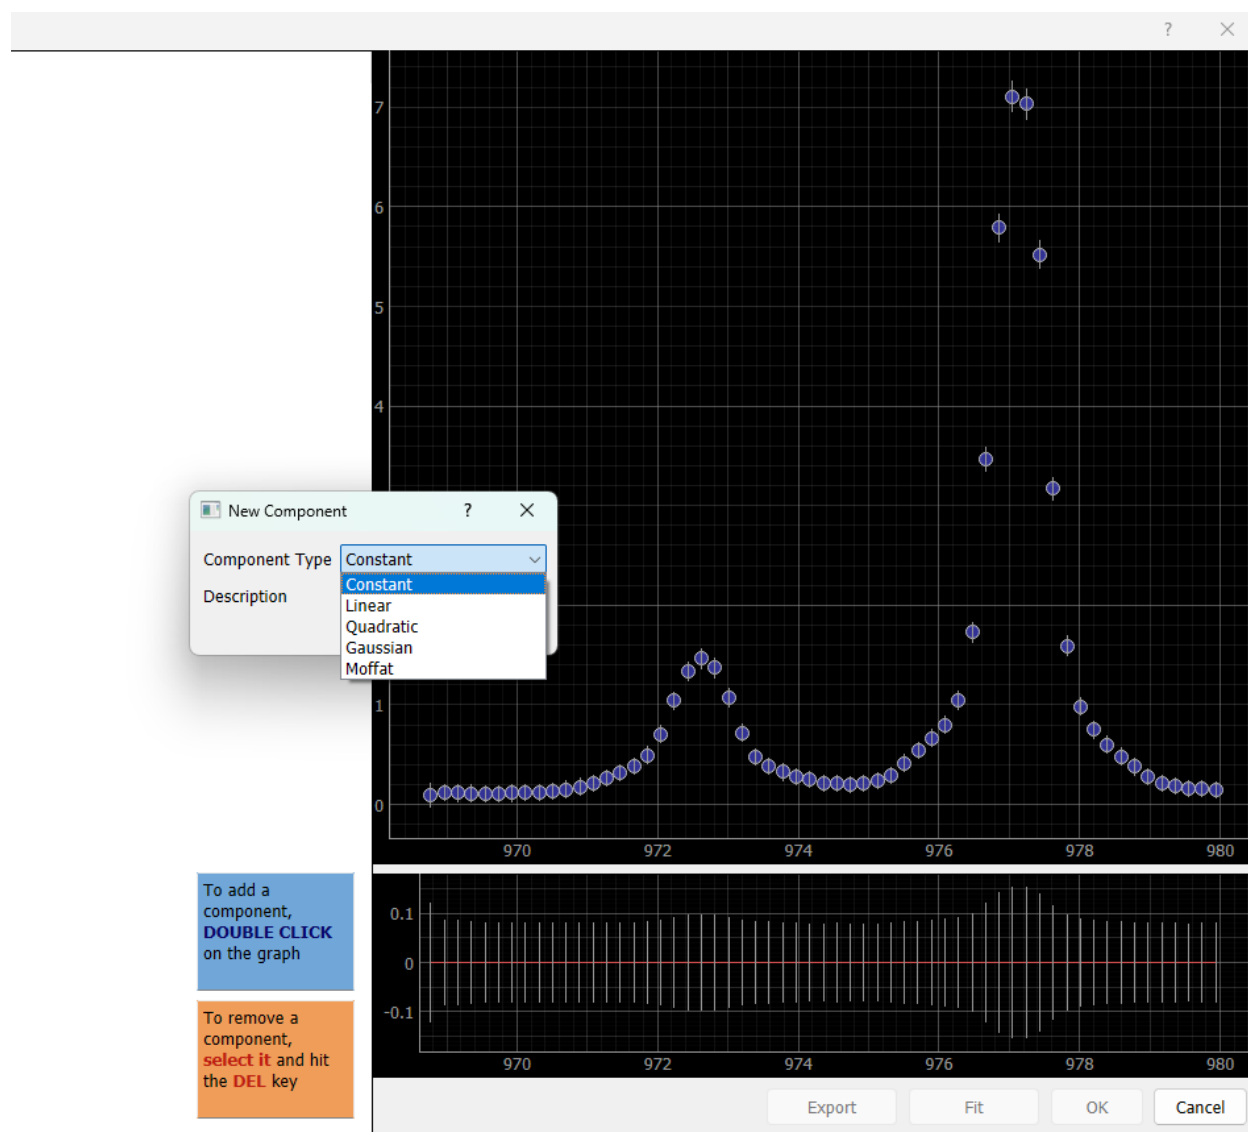 ?
7
6
5
4
New Component ?
Component Type Constant
Constant
Description
Linear
Quadratic
Gaussian
Moffat
1
0
970 972 974 976 978 980
To add a
component,
DOUBLE CLICK
on the graph
0.1
0
-0.1
To remove a
component,
select it and hit
the DEL key
970 972 974 976 978 980
Export Fit OK Cancel